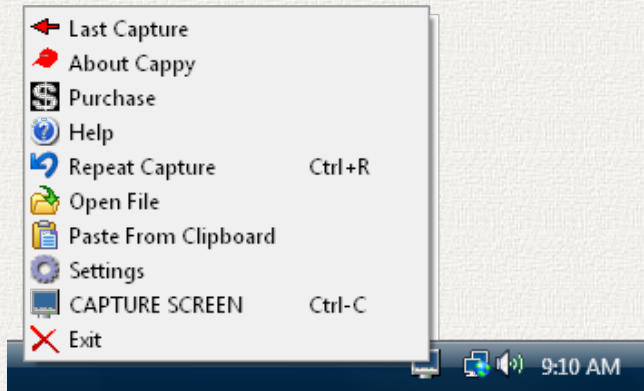 Last Capture
About Cappy
Purchase
Help
Repeat Capture Ctrl+R
Open File
Paste From Clipboard
Settings
CAPTURE SCREEN Ctrl-C
Exit
9:10 AM